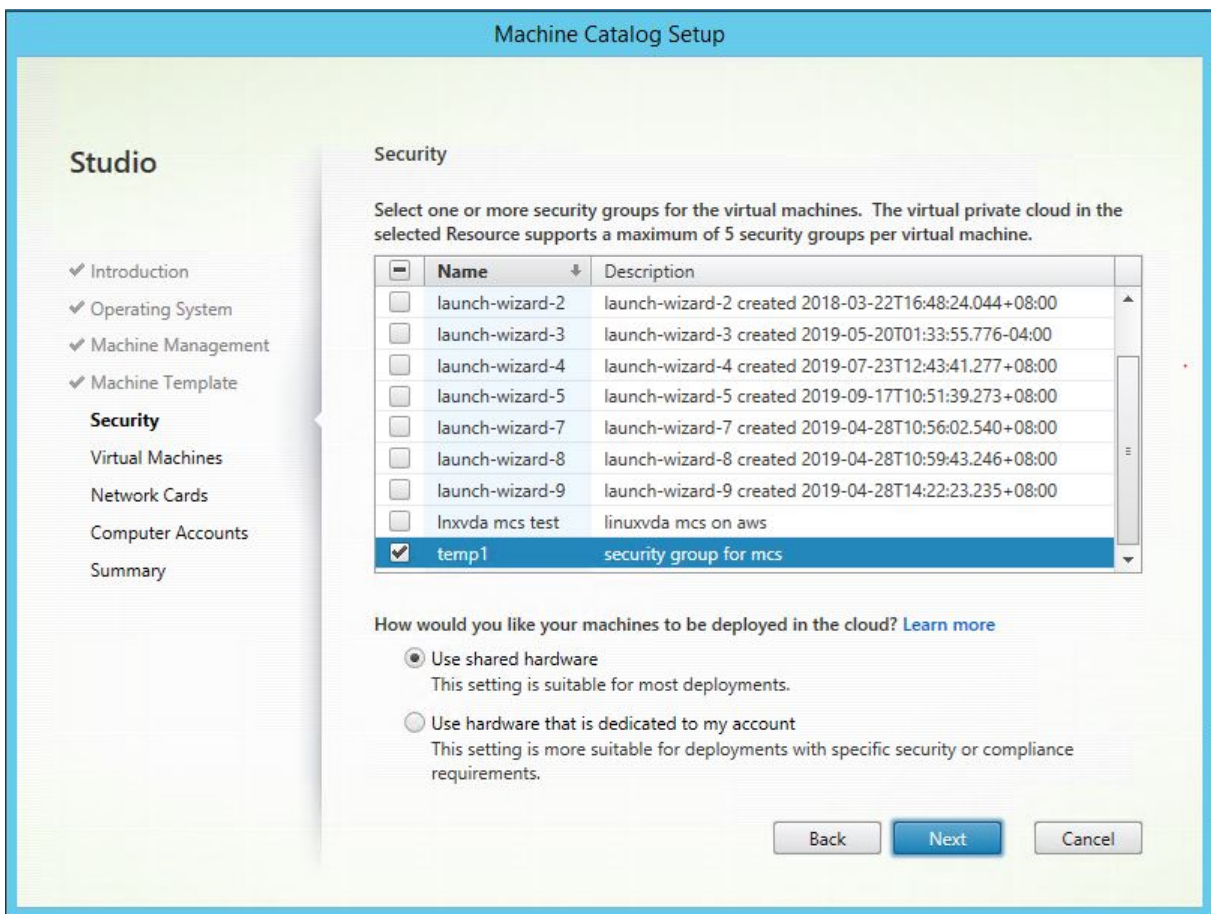 Machine Catalog Setup
Studio
Introduction
Operating System
Machine Management
Machine Template
Security
Virtual Machines
Network Cards
Computer Accounts
Summary
Security
Select one or more security groups for the virtual machines. The virtual private cloud in the
selected Resource supports a maximum of 5 security groups per virtual machine.
Name Description
launch-wizard-2 launch-wizard-2 created 2018-03-22T16:48:24.044+08:00
launch-wizard-3 launch-wizard-3 created 2019-05-20T01:33:55.776-04:00
launch-wizard-4 launch-wizard-4 created 2019-07-23T12:43:41.277+08:00
launch-wizard-5 launch-wizard-5 created 2019-09-17T10:51:39.273+08:00
launch-wizard-7 launch-wizard-7 created 2019-04-28T10:56:02.540+08:00
launch-wizard-8 launch-wizard-8 created 2019-04-28T10:59:43.246+08:00
launch-wizard-9 launch-wizard-9 created 2019-04-28T14:22:23.235+08:00
lnxvda mcs test linuxvda mcs on aws
temp1 security group for mcs
How would you like your machines to be deployed in the cloud? Learn more
Use shared hardware
This setting is suitable for most deployments.
Use hardware that is dedicated to my account
This setting is more suitable for deployments with specific security or compliance
requirements.
Back Next Cancel